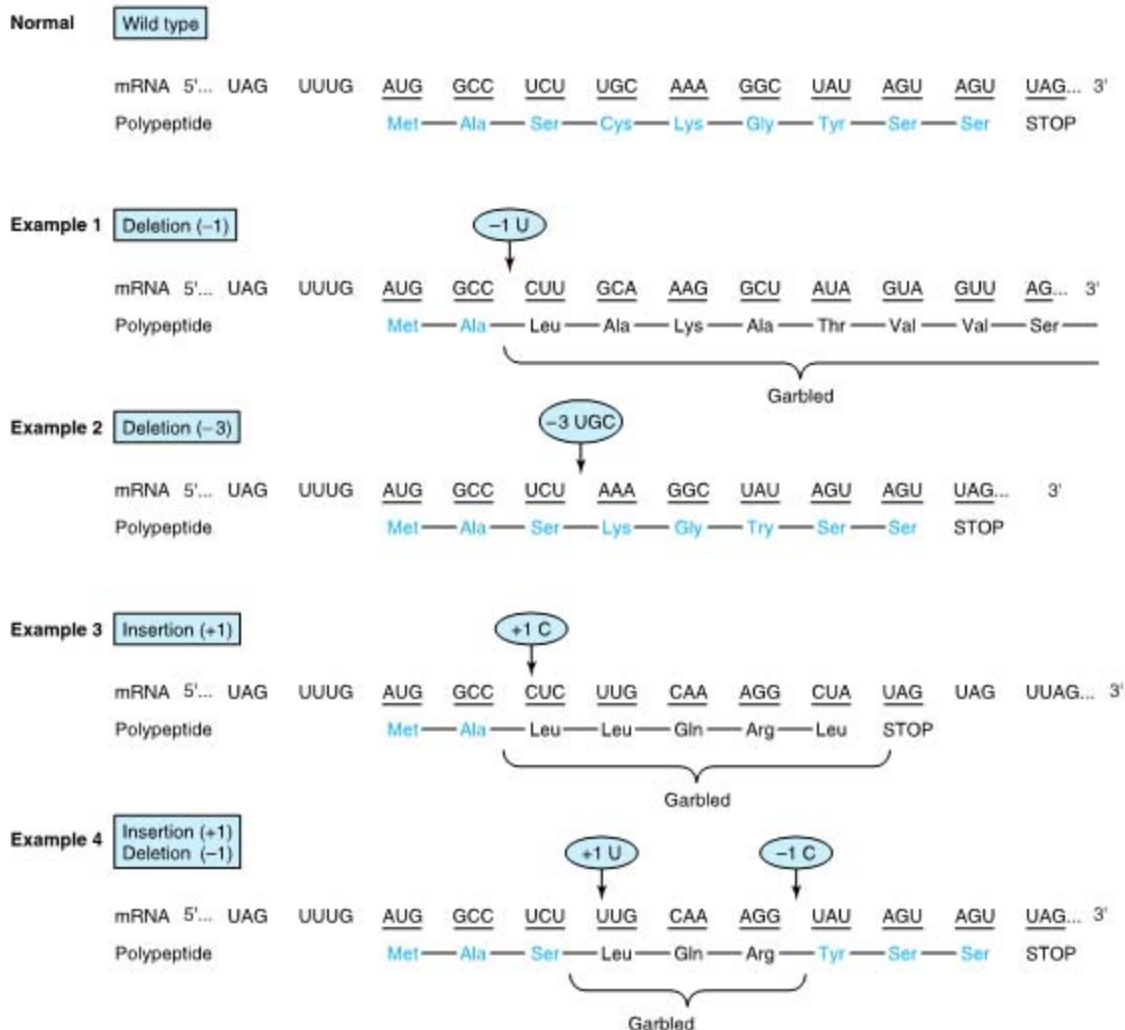 Normal Wild type
mRNA 5'... UAG UUUG AUG GCC UCU UGC AAA GGC UAU AGU AGU UAG... 3'
Polypeptide Met Ala Ser Cys Lys Gly Tyr Ser Ser STOP
Example 1 Deletion (−1) −1 U
mRNA 5'... UAG UUUG AUG GCC CUU GCA AAG GCU AUA GUA GUU AG... 3'
Polypeptide Met Ala Leu Ala Lys Ala Thr Val Val Ser
Garbled
Example 2 Deletion (−3) −3 UGC
mRNA 5'... UAG UUUG AUG GCC UCU AAA GGC UAU AGU AGU UAG... 3'
Polypeptide Met Ala Ser Lys Gly Try Ser Ser STOP
Example 3 Insertion (+1) +1 C
mRNA 5'... UAG UUUG AUG GCC CUC UUG CAA AGG CUA UAG UAG UUAG... 3'
Polypeptide Met Ala Leu Leu Gln Arg Leu STOP
Garbled
Example 4 Insertion (+1)
Deletion (−1) +1 U −1 C
mRNA 5'... UAG UUUG AUG GCC UCU UUG CAA AGG UAU AGU AGU UAG... 3'
Polypeptide Met Ala Ser Leu Gln Arg Tyr Ser Ser STOP
Garbled